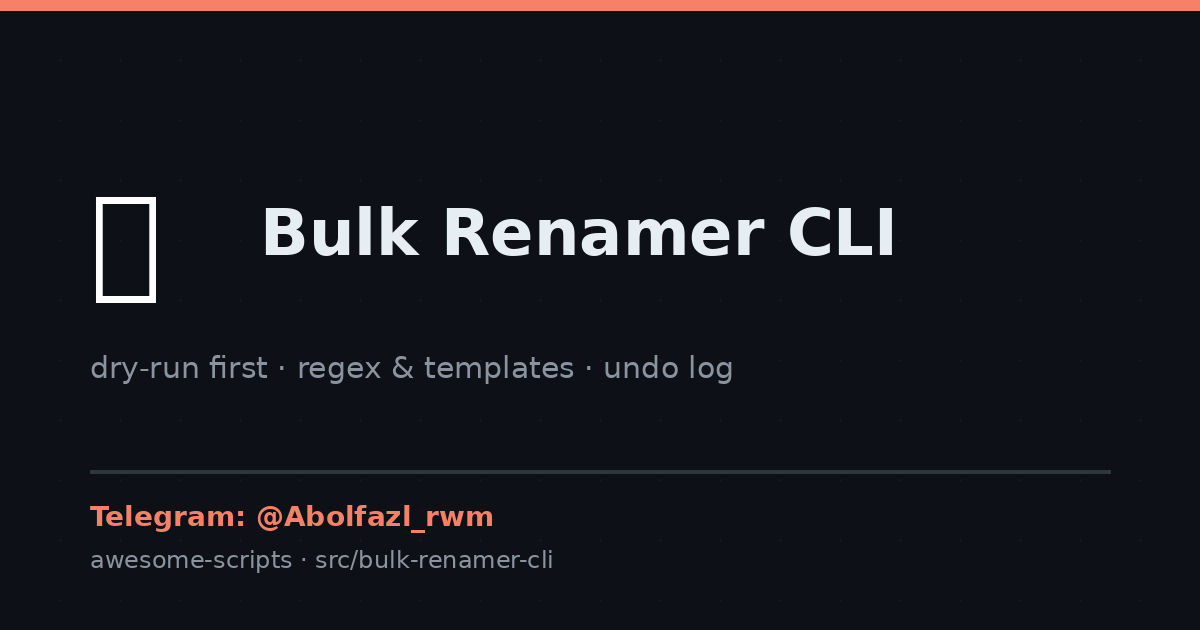 Bulk Renamer CLI
dry-run first · regex & templates · undo log
Telegram: @Abolfazl_rwm
awesome-scripts · src/bulk-renamer-cli